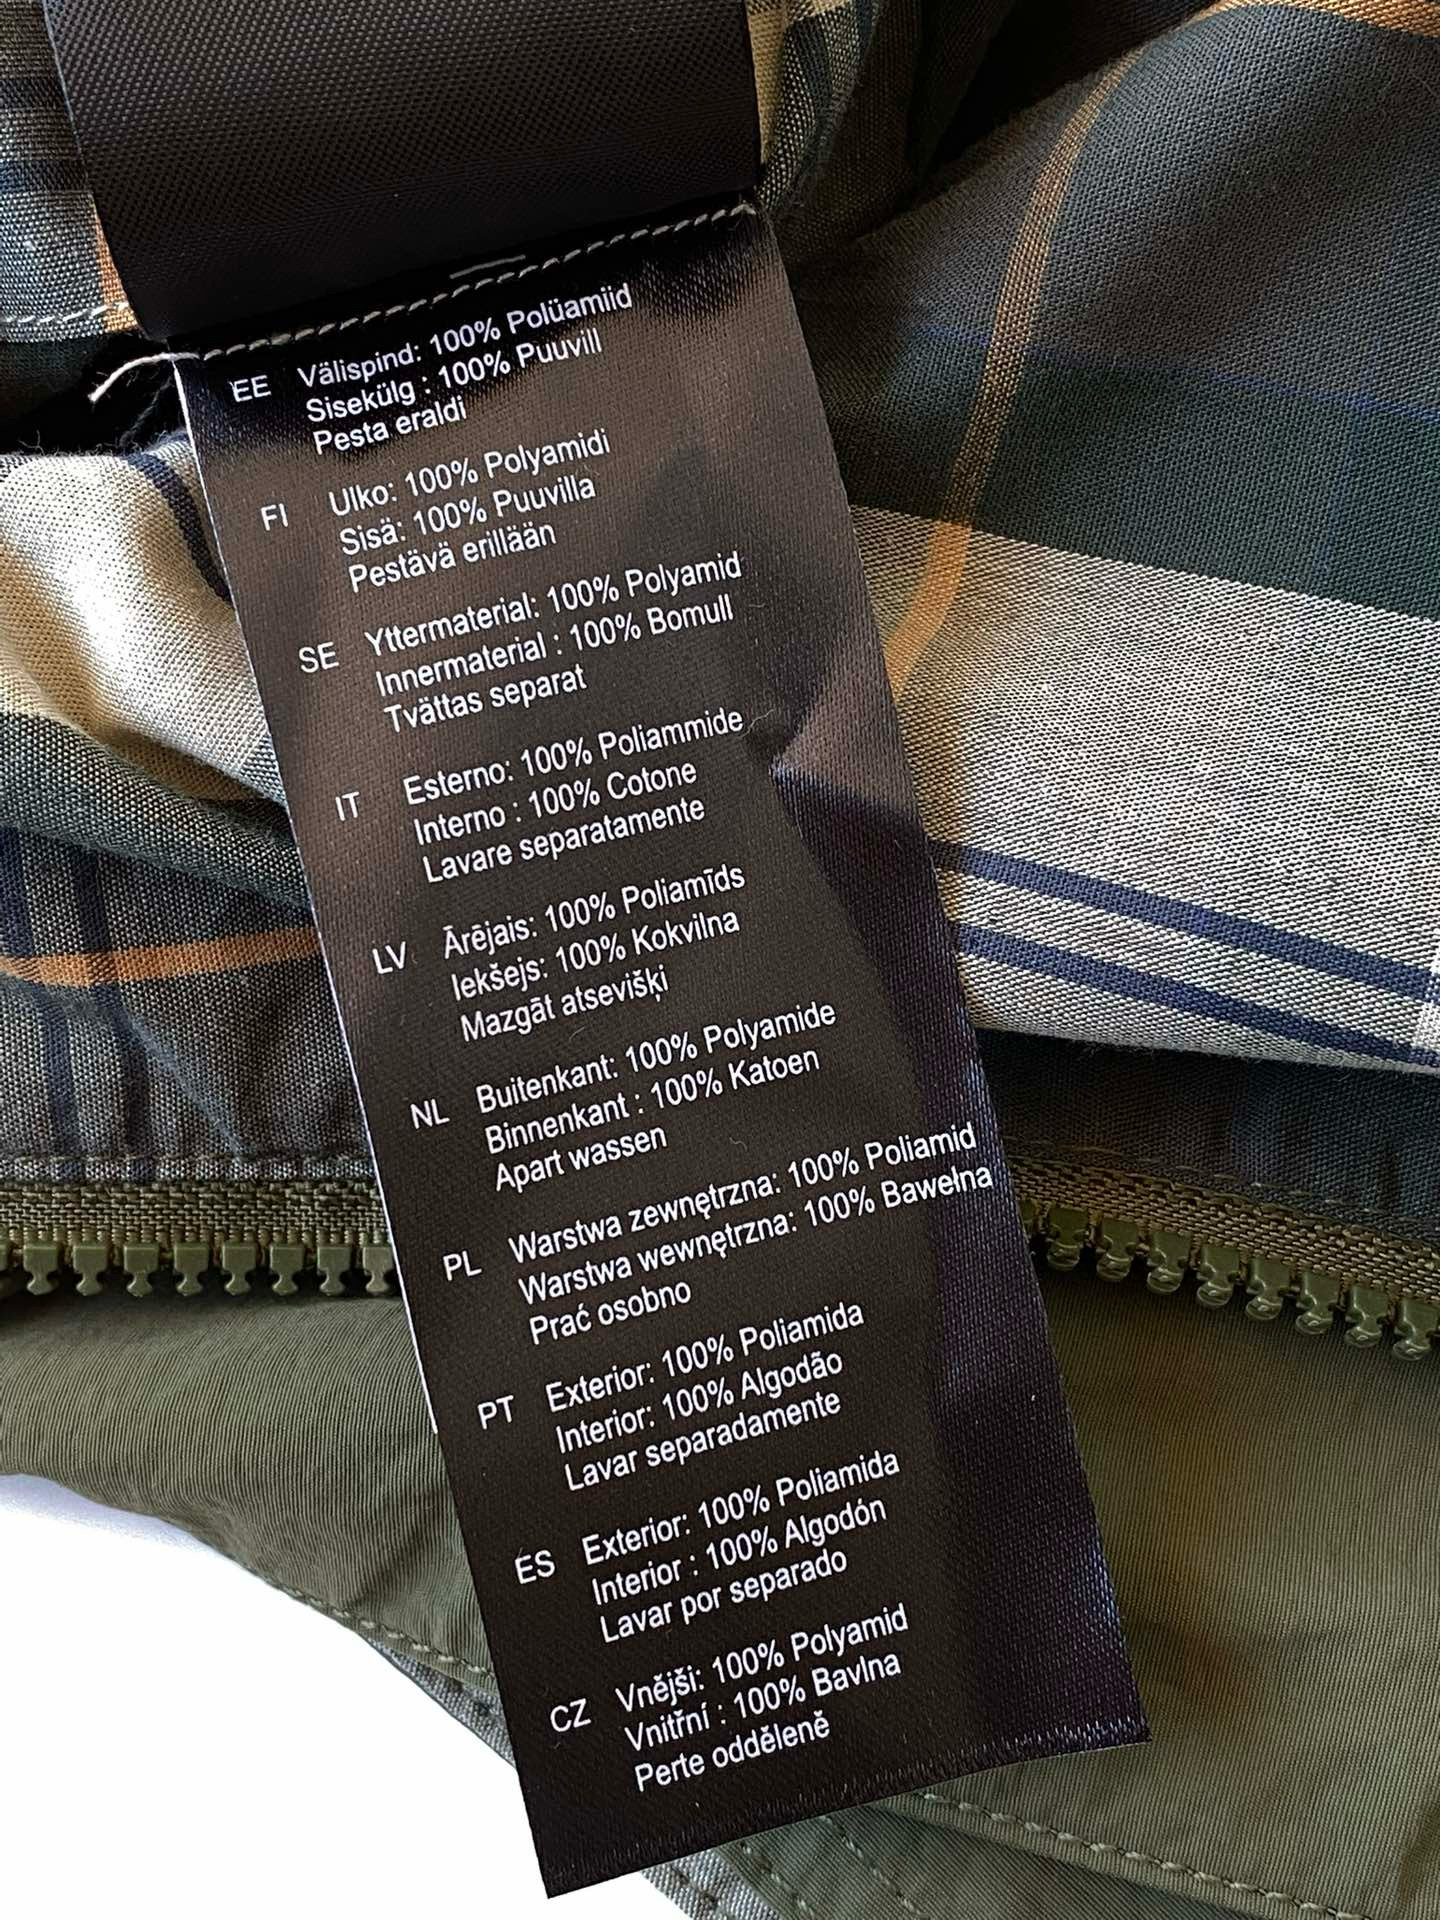 EE Välispind: 100% Polüamiid
Sisekülg : 100% Puuvill
Pesta eraldi
FI Ulko: 100% Polyamidi
Sisä: 100% Puuvilla
Pestävä erillään
SE Yttermaterial: 100% Polyamid
Innermaterial : 100% Bomull
Tvättas separat
IT Esterno: 100% Poliammide
Interno : 100% Cotone
Lavare separatamente
LV Ārējais: 100% Poliamīds
Iekšejs: 100% Kokvilna
Mazgāt atsevišķi
NL Buitenkant: 100% Polyamide
Binnenkant : 100% Katoen
Apart wassen
PL Warstwa zewnętrzna: 100% Poliamid
Warstwa wewnętrzna: 100% Bawełna
Prać osobno
PT Exterior: 100% Poliamida
Interior: 100% Algodão
Lavar separadamente
ES Exterior: 100% Poliamida
Interior : 100% Algodón
Lavar por separado
CZ Vnější: 100% Polyamid
Vnitřní : 100% Bavlna
Perte odděleně